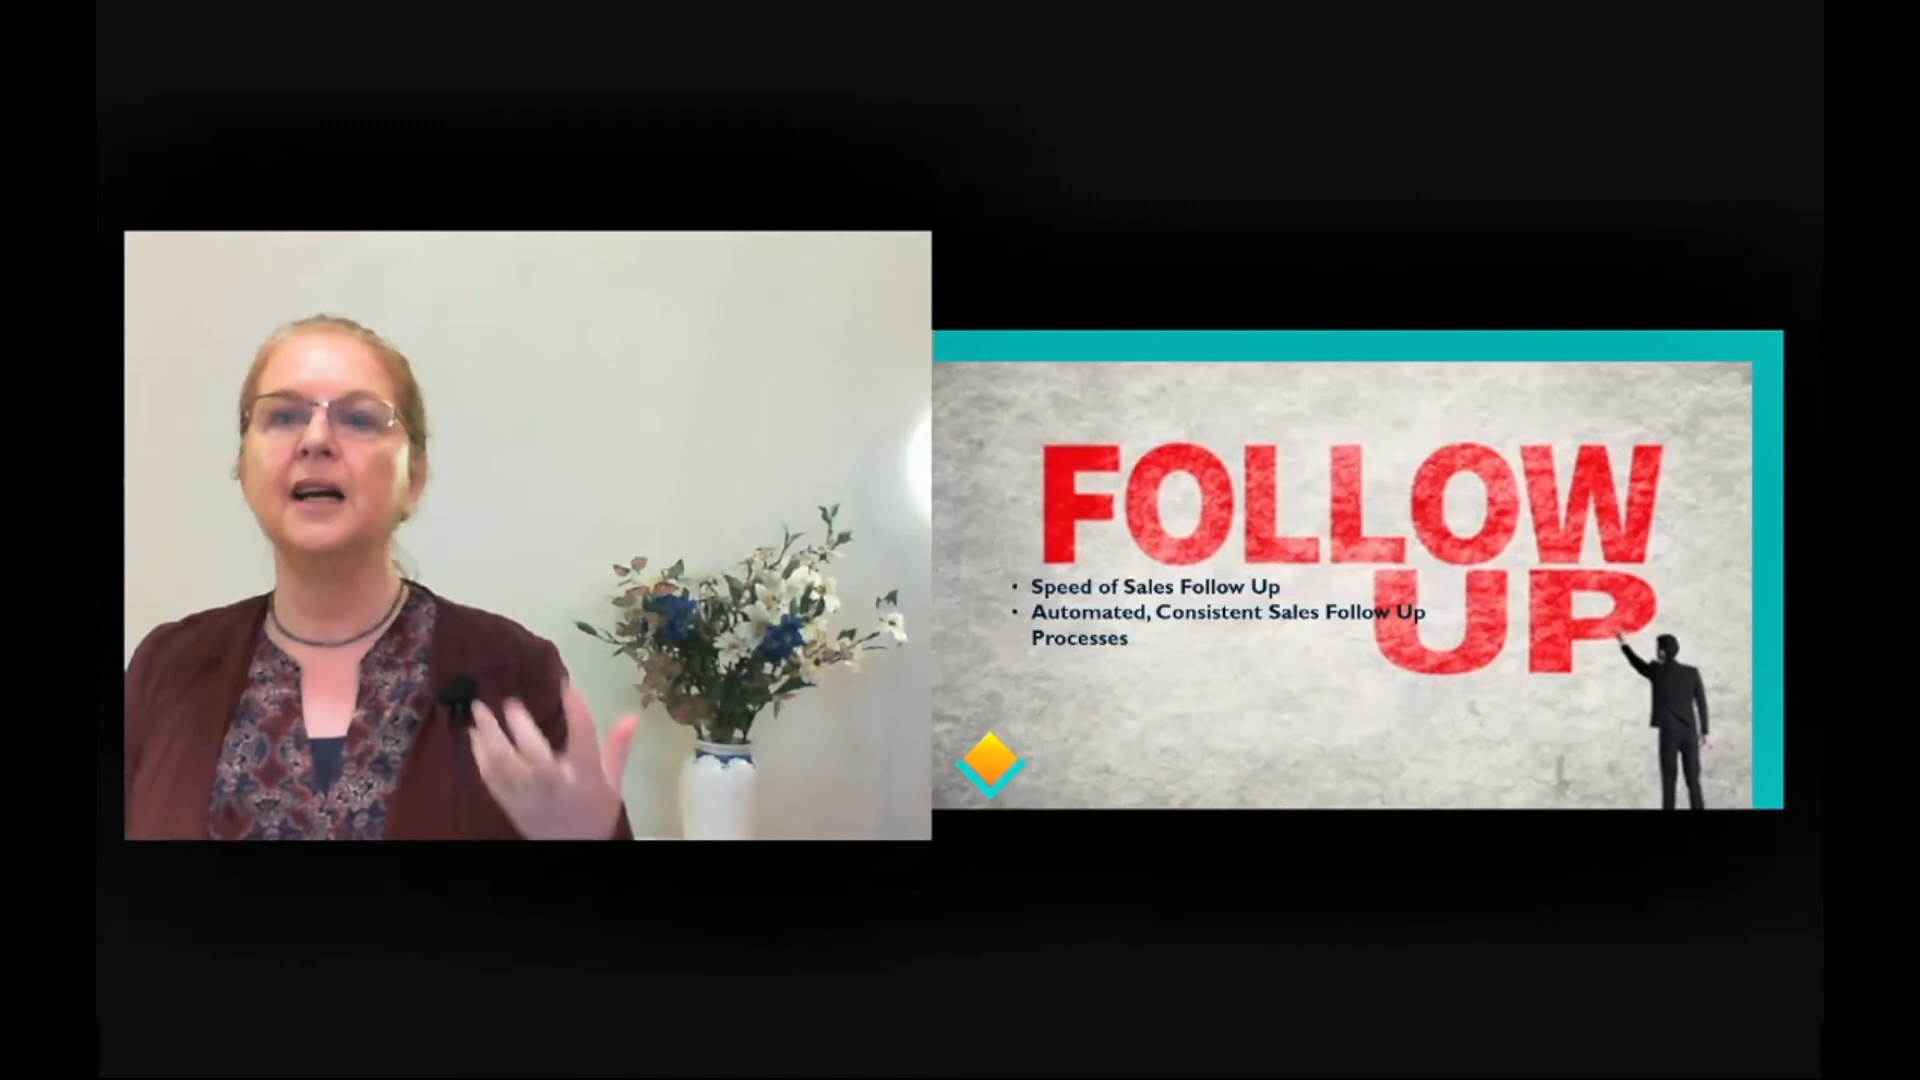 FOLLOW
UP
• Speed of Sales Follow Up
• Automated, Consistent Sales Follow Up
Processes